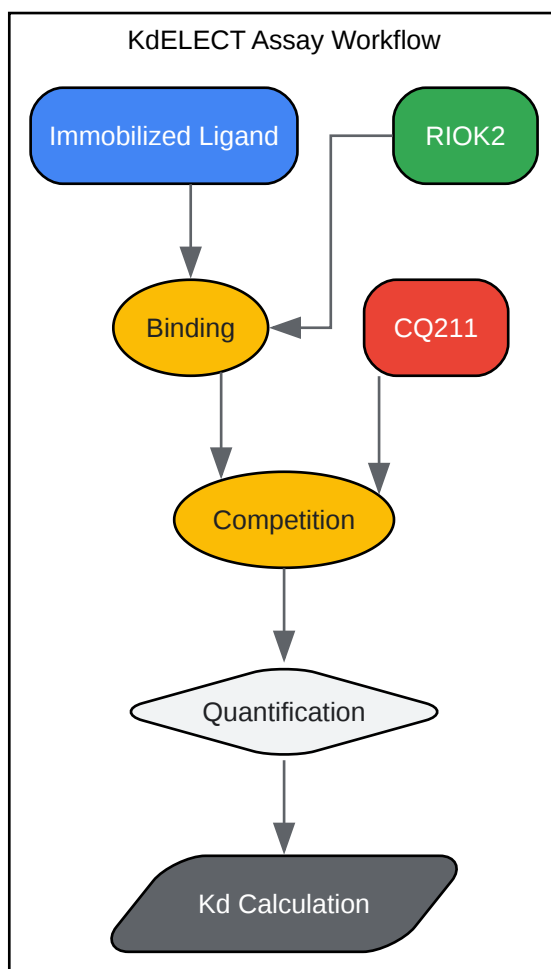 KdELECT Assay Workflow
Immobilized Ligand
RIOK2
Binding
CQ211
Competition
Quantification
Kd Calculation